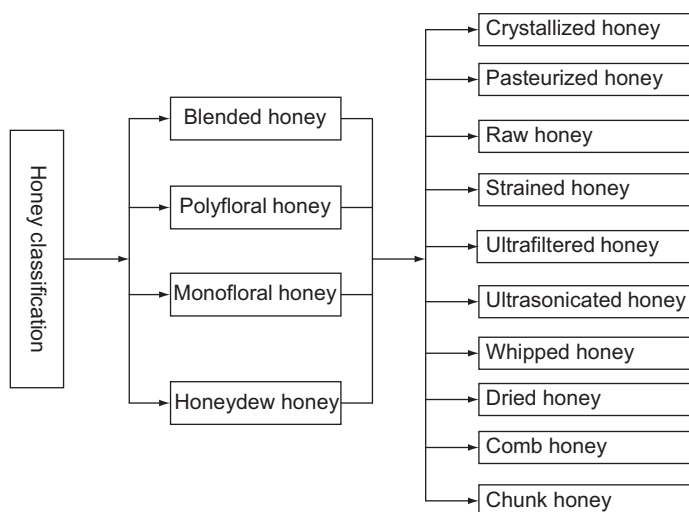 Honey classification
Blended honey
Polyfloral honey
Monofloral honey
Honeydew honey
Crystallized honey
Pasteurized honey
Raw honey
Strained honey
Ultrafiltered honey
Ultrasonicated honey
Whipped honey
Dried honey
Comb honey
Chunk honey